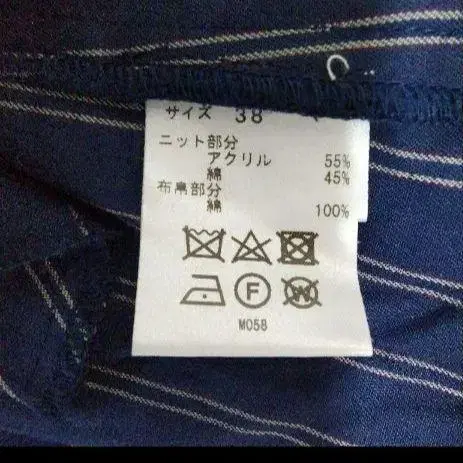 サイズ 38
ニット部分
アクリル 55%
綿 45%
布帛部分
綿 100%
F
W
M058